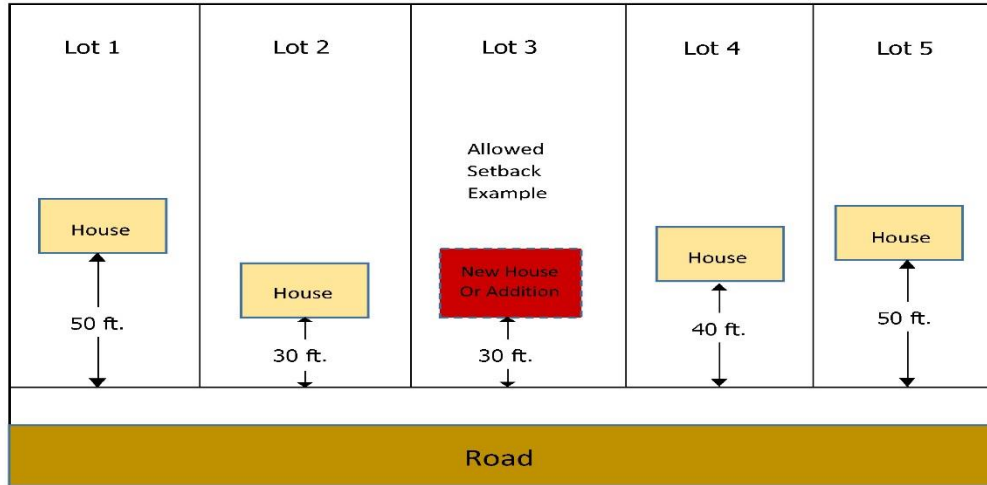 Lot 1
Lot 2
Lot 3
Lot 4
Lot 5
Allowed
Setback
Example
House
House
New House
Or Addition
House
House
50 ft.
30 ft.
30 ft.
40 ft.
50 ft.
Road